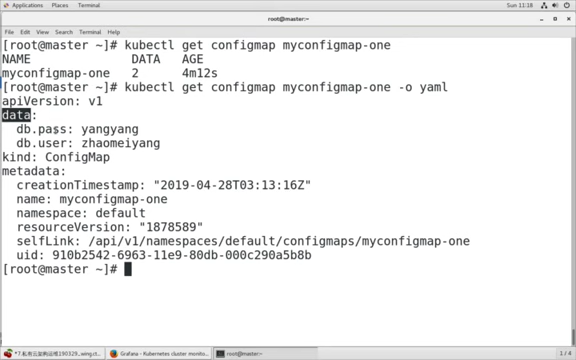 Applications Places Terminal Sun 11:18
root@master:~
File Edit View Search Terminal Help
[root@master ~]# kubectl get configmap myconfigmap-one
NAME DATA AGE
myconfigmap-one 2 4m12s
[root@master ~]# kubectl get configmap myconfigmap-one -o yaml
apiVersion: v1
data:
  db.pass: yangyang
  db.user: zhaomeiyang
kind: ConfigMap
metadata:
  creationTimestamp: "2019-04-28T03:13:16Z"
  name: myconfigmap-one
  namespace: default
  resourceVersion: "1878589"
  selfLink: /api/v1/namespaces/default/configmaps/myconfigmap-one
  uid: 910b2542-6963-11e9-80db-000c290a5b8b
[root@master ~]#
Grafana - Kubernetes cluster monito... root@master:~ 1 / 4